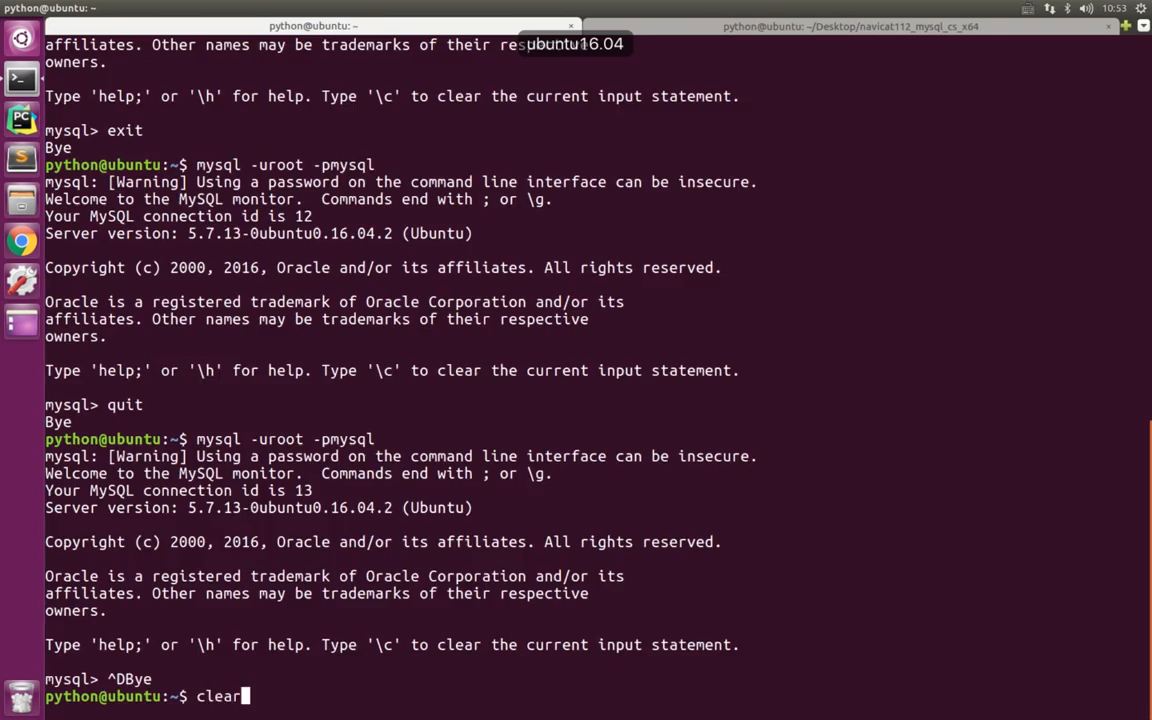 python@ubuntu: ~
10:53
python@ubuntu: ~
×
python@ubuntu: ~/Desktop/navicat112_mysql_cs_x64
×
ubuntu16.04
affiliates. Other names may be trademarks of their respective
owners.
Type 'help;' or '\h' for help. Type '\c' to clear the current input statement.
mysql> exit
Bye
python@ubuntu:~$ mysql -uroot -pmysql
mysql: [Warning] Using a password on the command line interface can be insecure.
Welcome to the MySQL monitor.  Commands end with ; or \g.
Your MySQL connection id is 12
Server version: 5.7.13-0ubuntu0.16.04.2 (Ubuntu)
Copyright (c) 2000, 2016, Oracle and/or its affiliates. All rights reserved.
Oracle is a registered trademark of Oracle Corporation and/or its
affiliates. Other names may be trademarks of their respective
owners.
Type 'help;' or '\h' for help. Type '\c' to clear the current input statement.
mysql> quit
Bye
python@ubuntu:~$ mysql -uroot -pmysql
mysql: [Warning] Using a password on the command line interface can be insecure.
Welcome to the MySQL monitor.  Commands end with ; or \g.
Your MySQL connection id is 13
Server version: 5.7.13-0ubuntu0.16.04.2 (Ubuntu)
Copyright (c) 2000, 2016, Oracle and/or its affiliates. All rights reserved.
Oracle is a registered trademark of Oracle Corporation and/or its
affiliates. Other names may be trademarks of their respective
owners.
Type 'help;' or '\h' for help. Type '\c' to clear the current input statement.
mysql> ^DBye
python@ubuntu:~$ clear
>_
PC
S